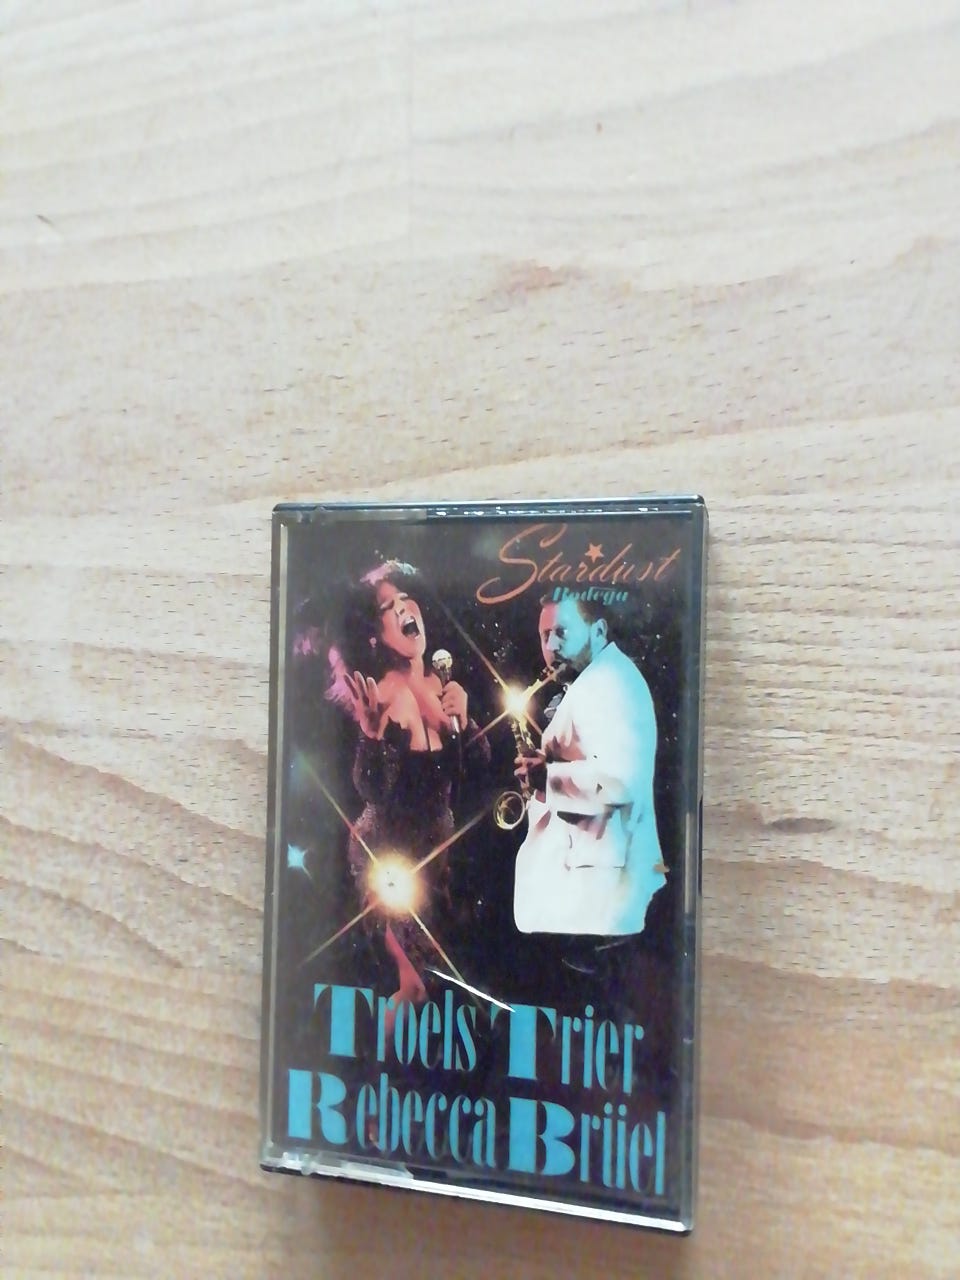 Stardust
Bodega
Troels Trier
Rebecca Brüel